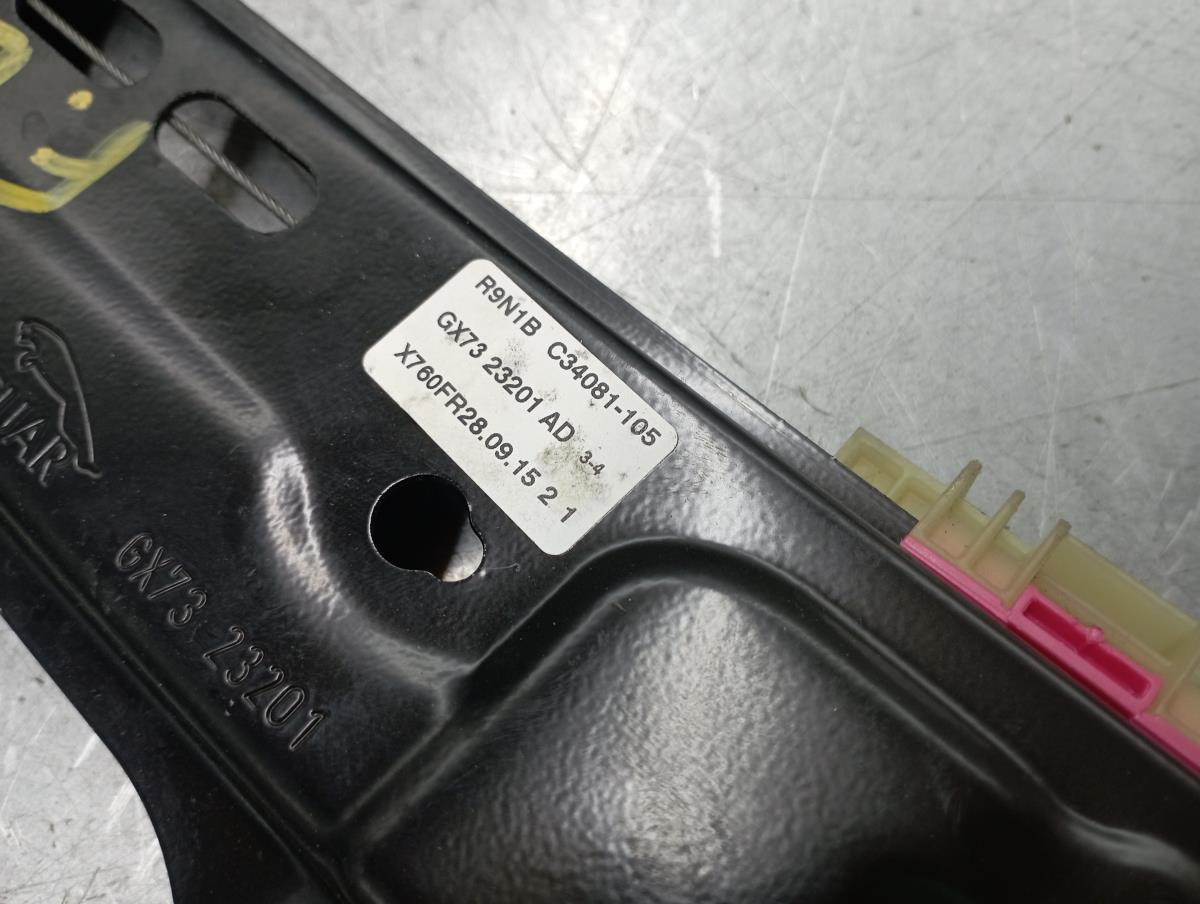 R9N1B C34081-105
GX73 23201 AD 3-4
X760FR28.09.15 2 1
GX73 23201